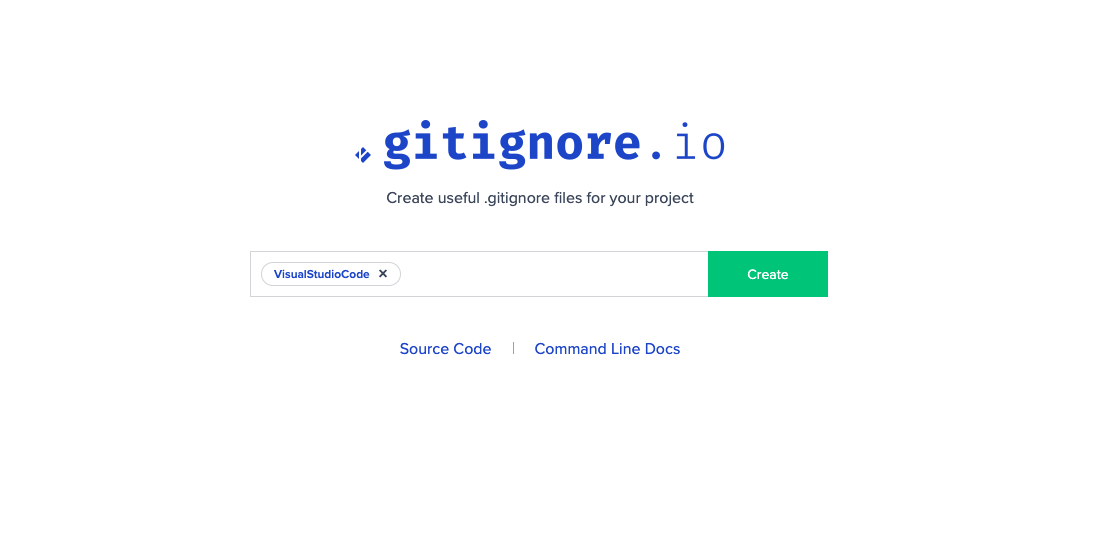 .gitignore.io
Create useful .gitignore files for your project
VisualStudioCode ×
Create
Source Code | Command Line Docs